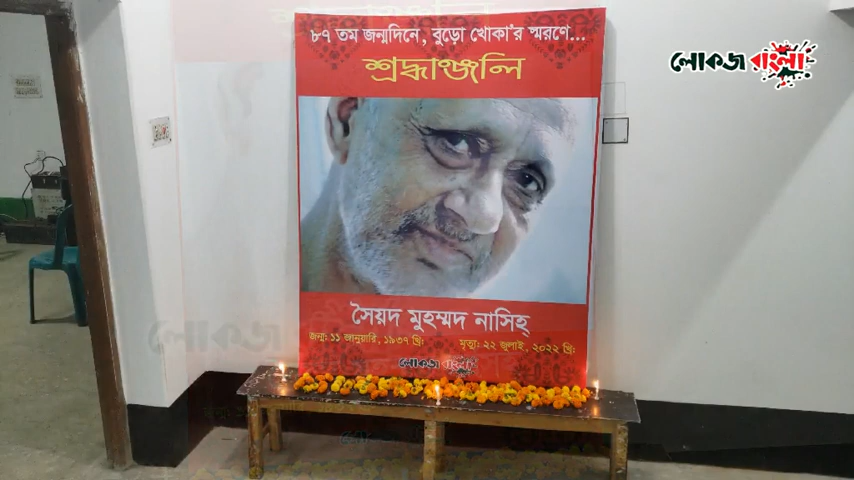 ৮৭ তম জন্মদিনে, বুড়ো খোকা'র স্মরণে...
শ্রদ্ধাঞ্জলি
লোকজ বাংলা
সৈয়দ মুহম্মদ নাসিহ্
জন্ম: ১১ জানুয়ারি, ১৯৩৭ খ্রি: মৃত্যু: ২২ জুলাই, ২০২২ খ্রি:
লোকজ বাংলা